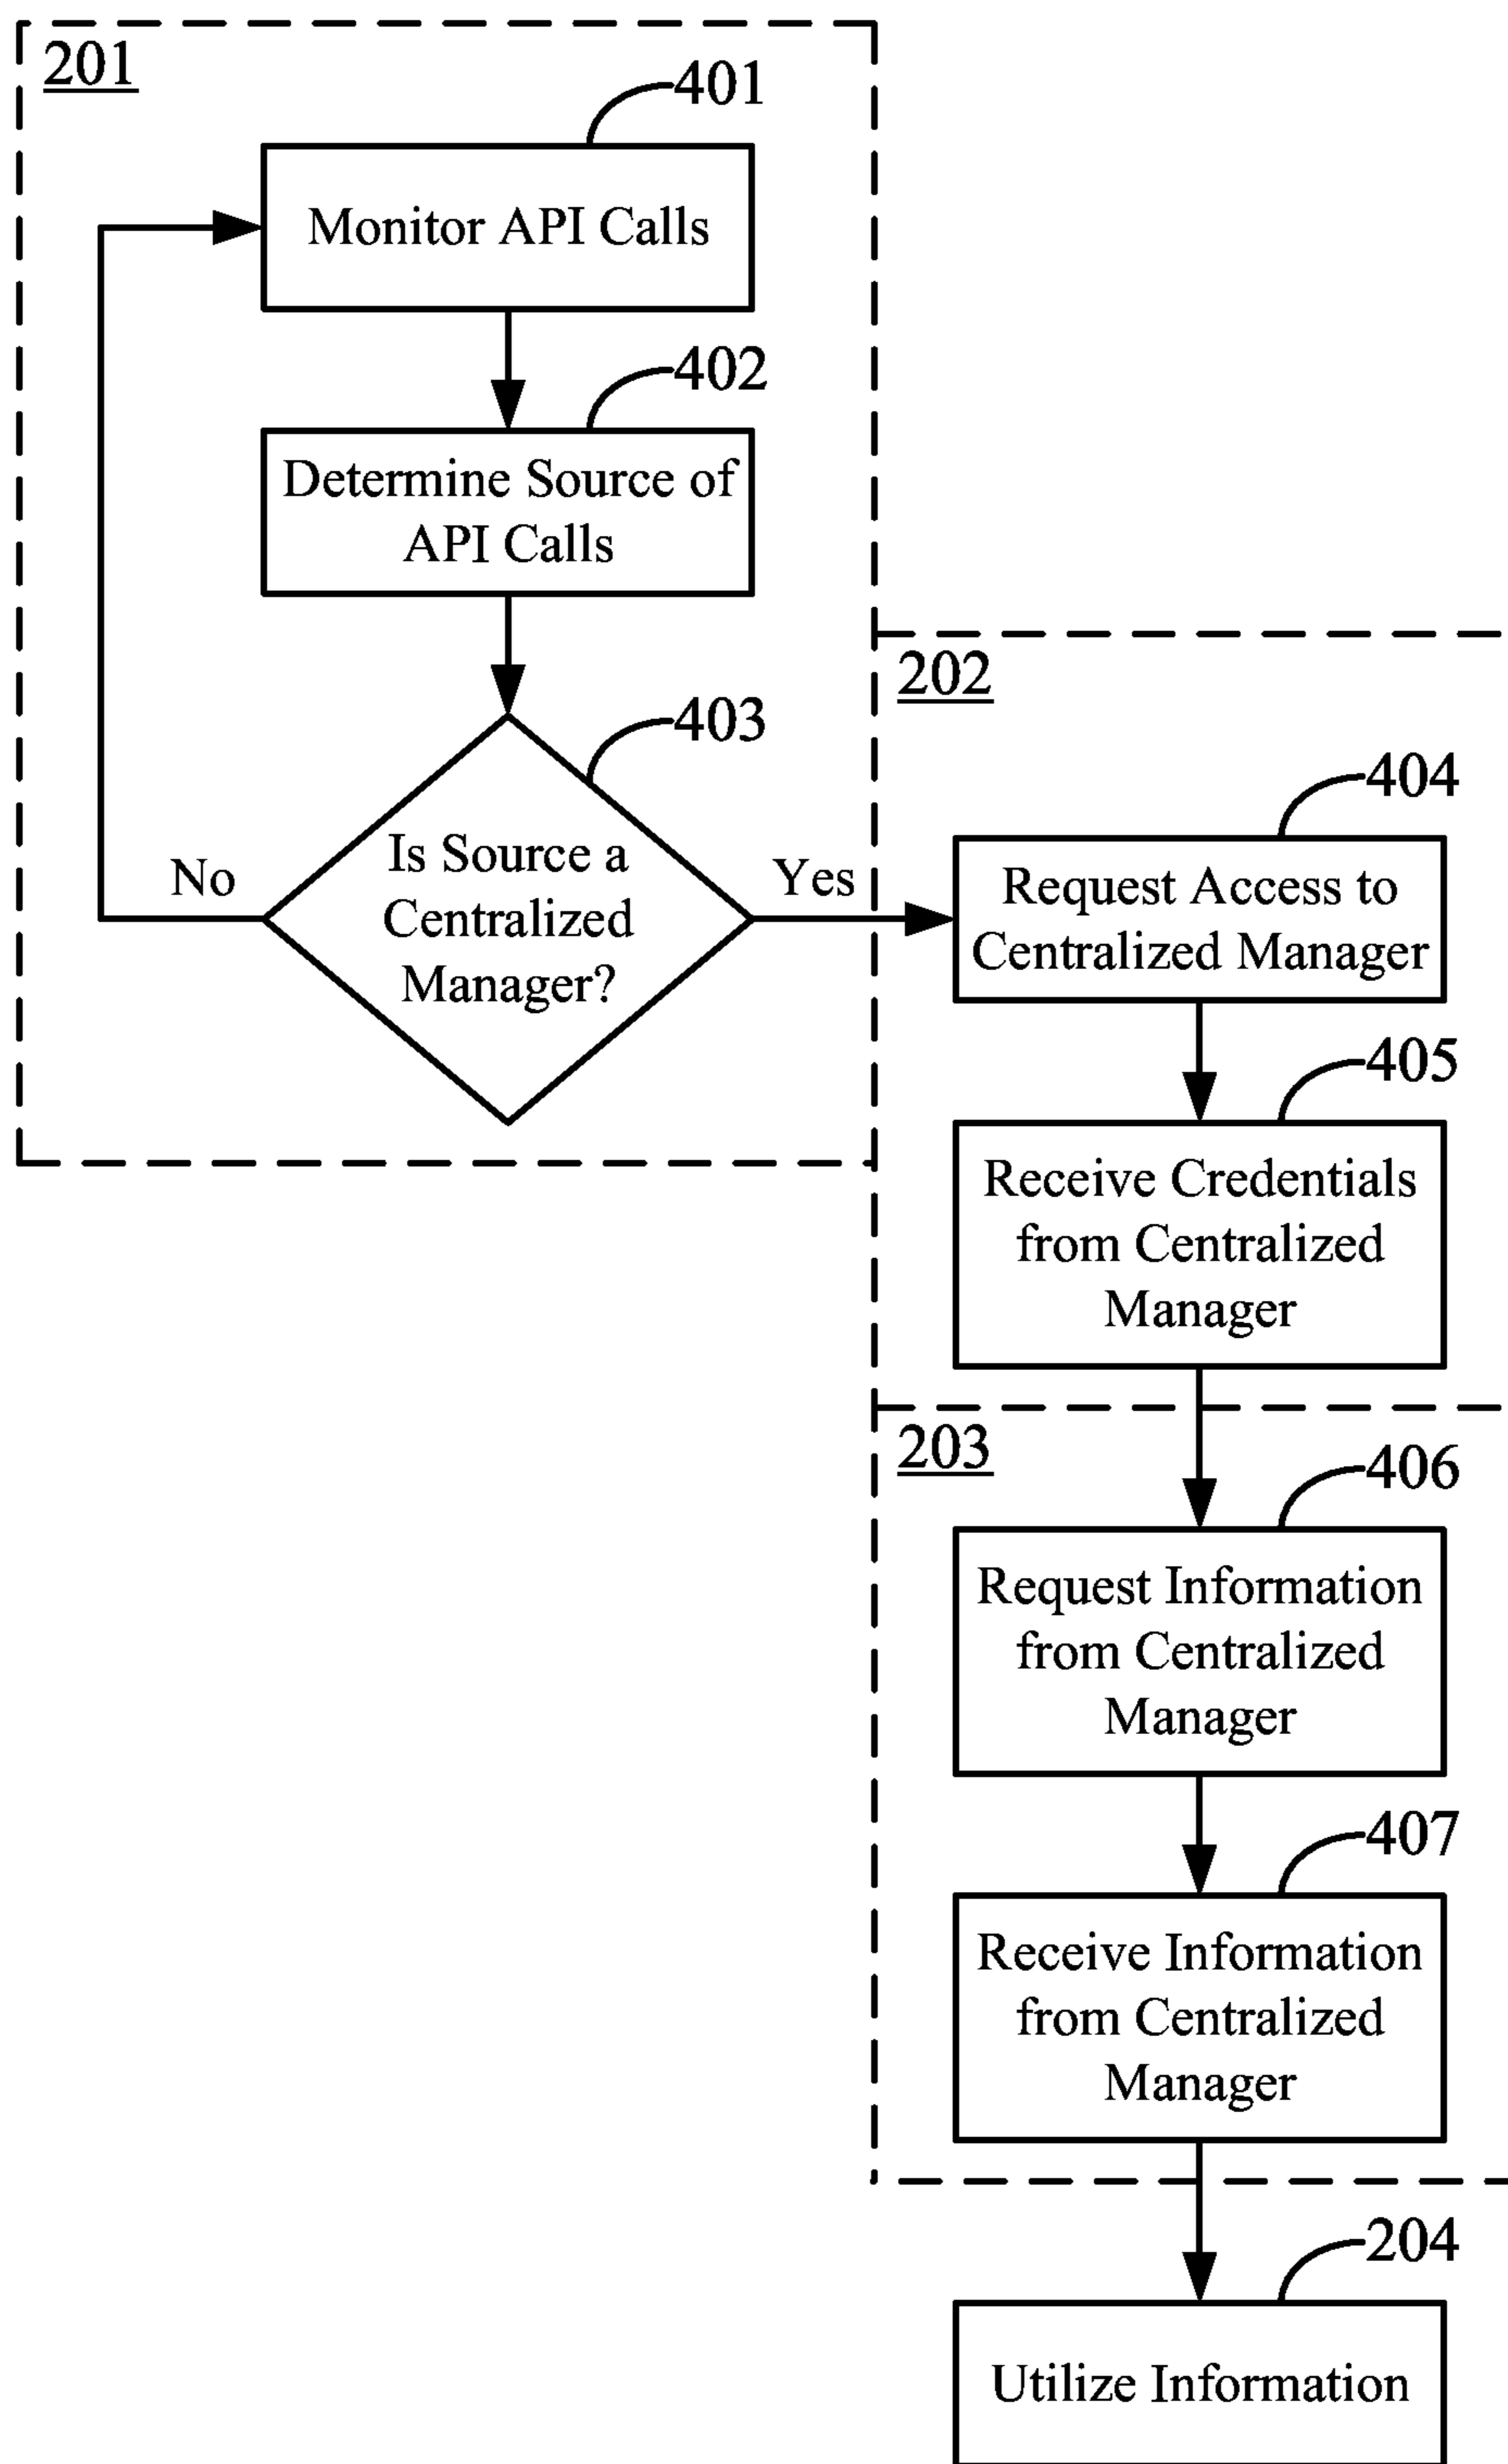 201
401
Monitor API Calls
402
Determine Source of
API Calls
403
Is Source a
Centralized
Manager?
No
Yes
202
404
Request Access to
Centralized Manager
405
Receive Credentials
from Centralized
Manager
203
406
Request Information
from Centralized
Manager
407
Receive Information
from Centralized
Manager
204
Utilize Information